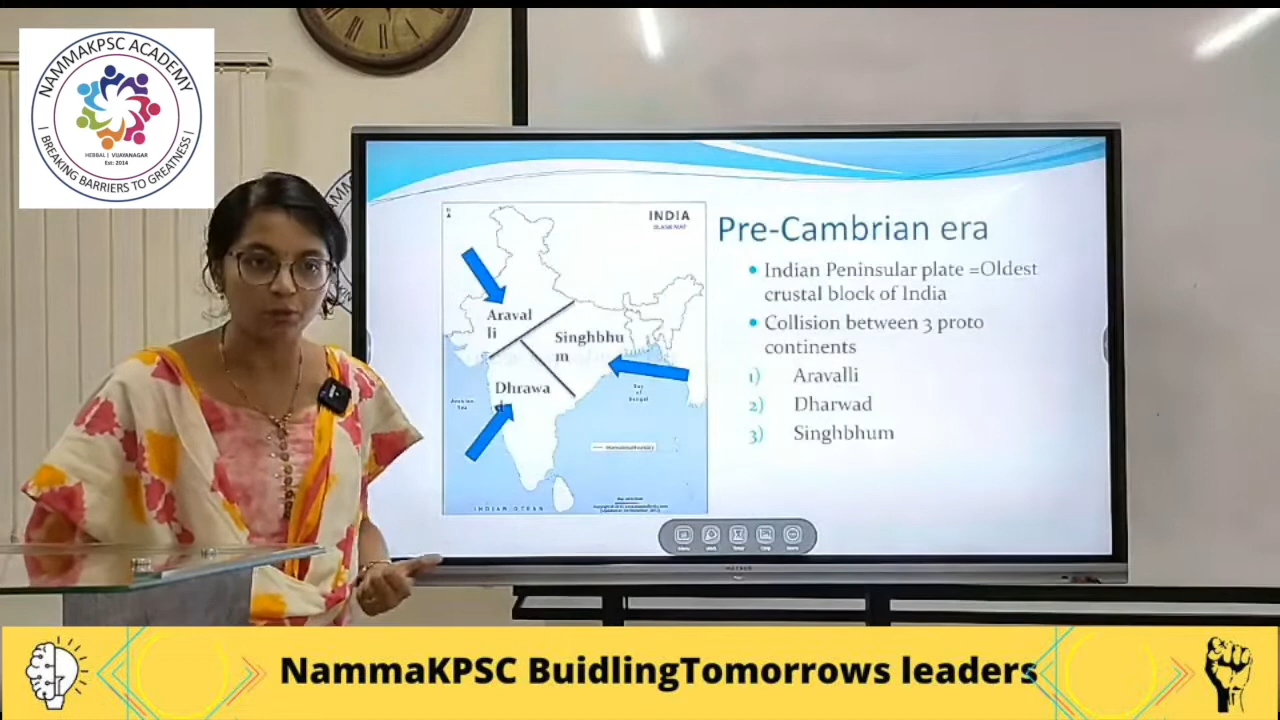 NAMMAKPSC ACADEMY
HEBBAL | VIJAYANAGAR
Est: 2014
| BREAKING BARRIERS TO GREATNESS |
INDIA
Pre-Cambrian era
Indian Peninsular plate =Oldest
crustal block of India
Collision between 3 proto
continents
1) Aravalli
2) Dharwad
3) Singhbhum
Araval
li
Singhbhu
m
Dhrawa
d
Arabian
Sea
Bay
of
Bengal
INDIAN OCEAN
NammaKPSC BuidlingTomorrows leaders